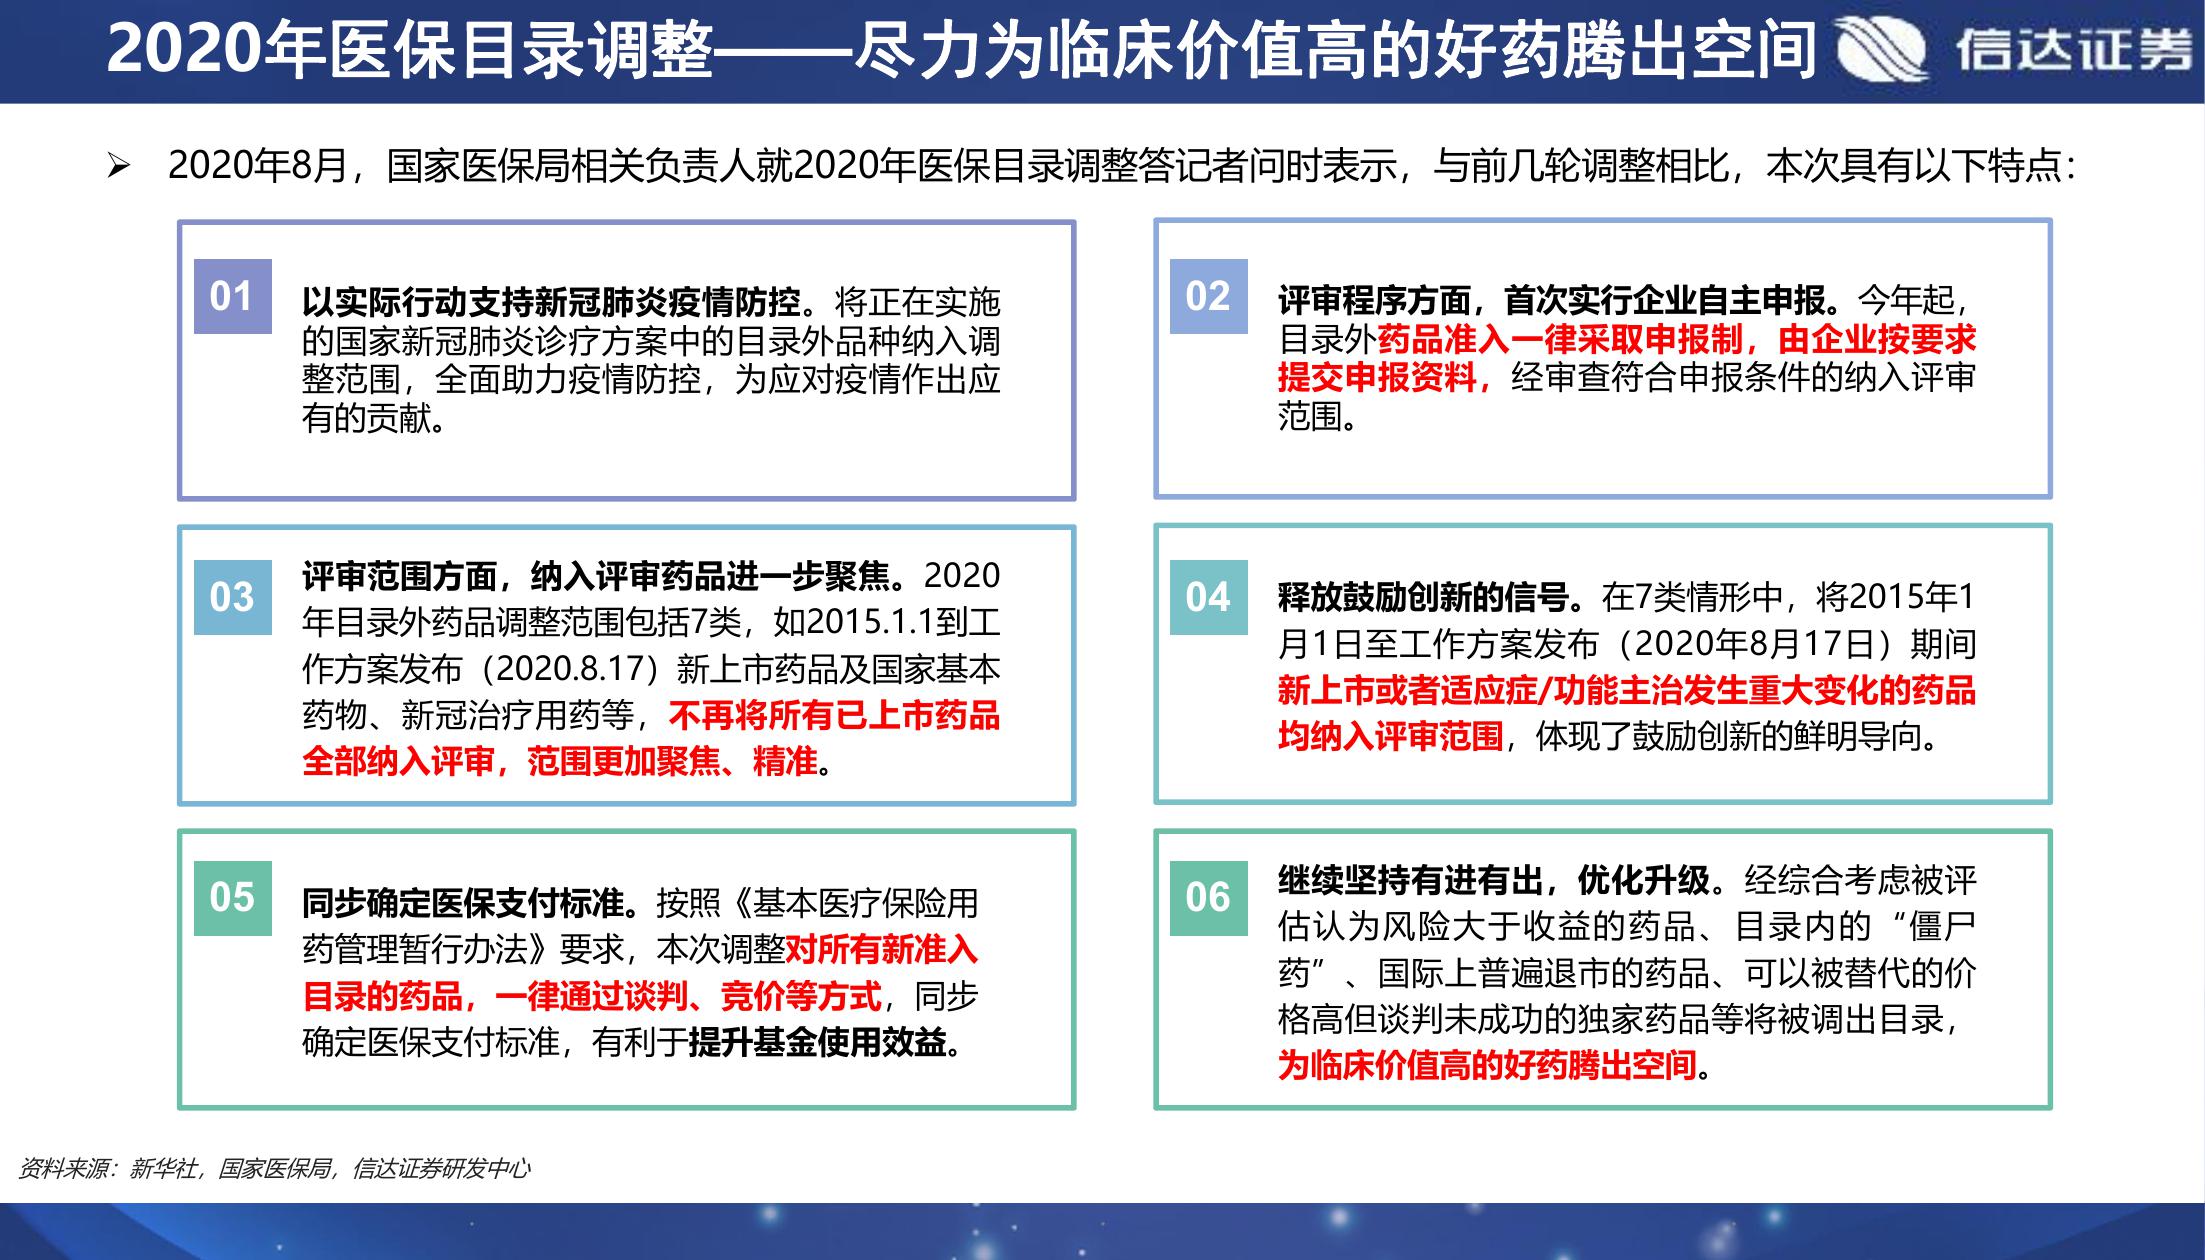 2020年医保目录调整——尽力为临床价值高的好药腾出空间
信达证券
➢ 2020年8月，国家医保局相关负责人就2020年医保目录调整答记者问时表示，与前几轮调整相比，本次具有以下特点：
01
以实际行动支持新冠肺炎疫情防控。将正在实施
的国家新冠肺炎诊疗方案中的目录外品种纳入调
整范围，全面助力疫情防控，为应对疫情作出应
有的贡献。
02
评审程序方面，首次实行企业自主申报。今年起，
目录外药品准入一律采取申报制，由企业按要求
提交申报资料，经审查符合申报条件的纳入评审
范围。
03
评审范围方面，纳入评审药品进一步聚焦。2020
年目录外药品调整范围包括7类，如2015.1.1到工
作方案发布（2020.8.17）新上市药品及国家基本
药物、新冠治疗用药等，不再将所有已上市药品
全部纳入评审，范围更加聚焦、精准。
04
释放鼓励创新的信号。在7类情形中，将2015年1
月1日至工作方案发布（2020年8月17日）期间
新上市或者适应症/功能主治发生重大变化的药品
均纳入评审范围，体现了鼓励创新的鲜明导向。
05
同步确定医保支付标准。按照《基本医疗保险用
药管理暂行办法》要求，本次调整对所有新准入
目录的药品，一律通过谈判、竞价等方式，同步
确定医保支付标准，有利于提升基金使用效益。
06
继续坚持有进有出，优化升级。经综合考虑被评
估认为风险大于收益的药品、目录内的“僵尸
药”、国际上普遍退市的药品、可以被替代的价
格高但谈判未成功的独家药品等将被调出目录，
为临床价值高的好药腾出空间。
资料来源：新华社，国家医保局，信达证券研发中心